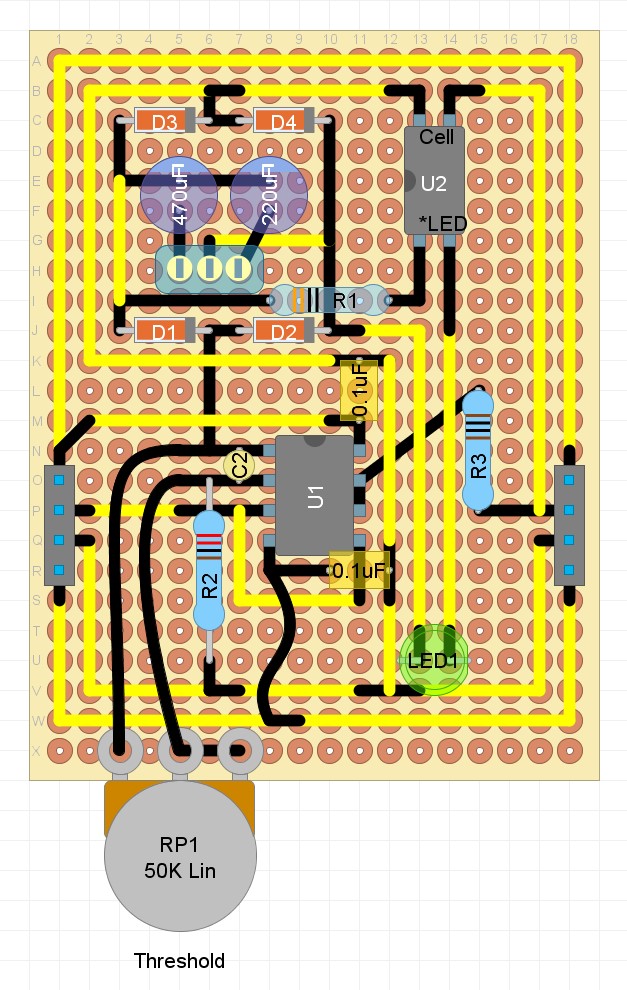 1 2 3 4 5 6 7 8 9 10 11 12 13 14 15 16 17 18
A
B
C
D
E
F
G
H
I
J
K
L
M
N
O
P
Q
R
S
T
U
V
W
X
D3
D4
Cell
U2
*LED
470uF
220uF
R1
D1
D2
0.1uF
C2
U1
R3
R2
0.1uF
LED1
RP1
50K Lin
Threshold